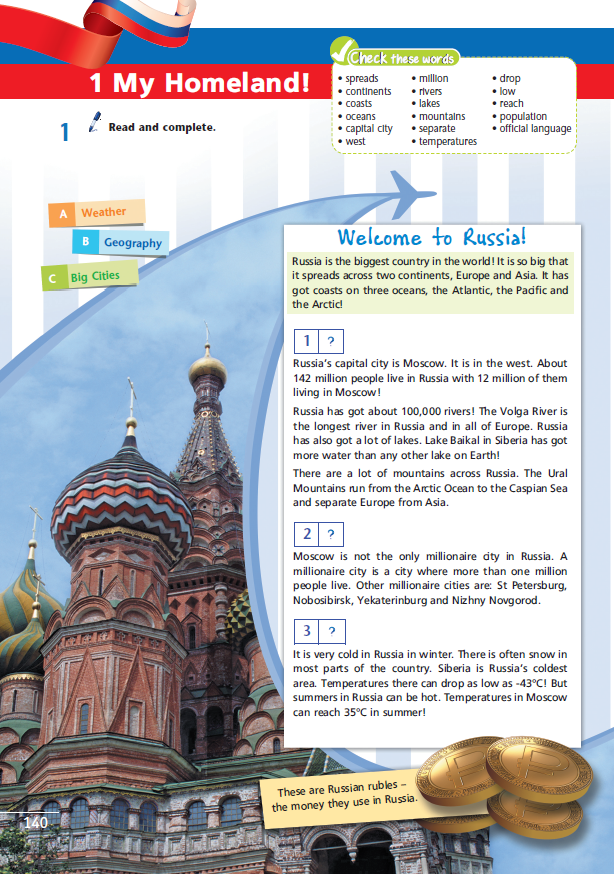 1 My Homeland!
Check these words
• spreads
• continents
• coasts
• oceans
• capital city
• west
• million
• rivers
• lakes
• mountains
• separate
• temperatures
• drop
• low
• reach
• population
• official language
1 Read and complete.
A Weather
B Geography
C Big Cities
Welcome to Russia!
Russia is the biggest country in the world! It is so big that
it spreads across two continents, Europe and Asia. It has
got coasts on three oceans, the Atlantic, the Pacific and
the Arctic!
1 ?
Russia's capital city is Moscow. It is in the west. About
142 million people live in Russia with 12 million of them
living in Moscow!
Russia has got about 100,000 rivers! The Volga River is
the longest river in Russia and in all of Europe. Russia
has also got a lot of lakes. Lake Baikal in Siberia has got
more water than any other lake on Earth!
There are a lot of mountains across Russia. The Ural
Mountains run from the Arctic Ocean to the Caspian Sea
and separate Europe from Asia.
2 ?
Moscow is not the only millionaire city in Russia. A
millionaire city is a city where more than one million
people live. Other millionaire cities are: St Petersburg,
Nobosibirsk, Yekaterinburg and Nizhny Novgorod.
3 ?
It is very cold in Russia in winter. There is often snow in
most parts of the country. Siberia is Russia's coldest
area. Temperatures there can drop as low as -43°C! But
summers in Russia can be hot. Temperatures in Moscow
can reach 35°C in summer!
These are Russian rubles –
the money they use in Russia.
140